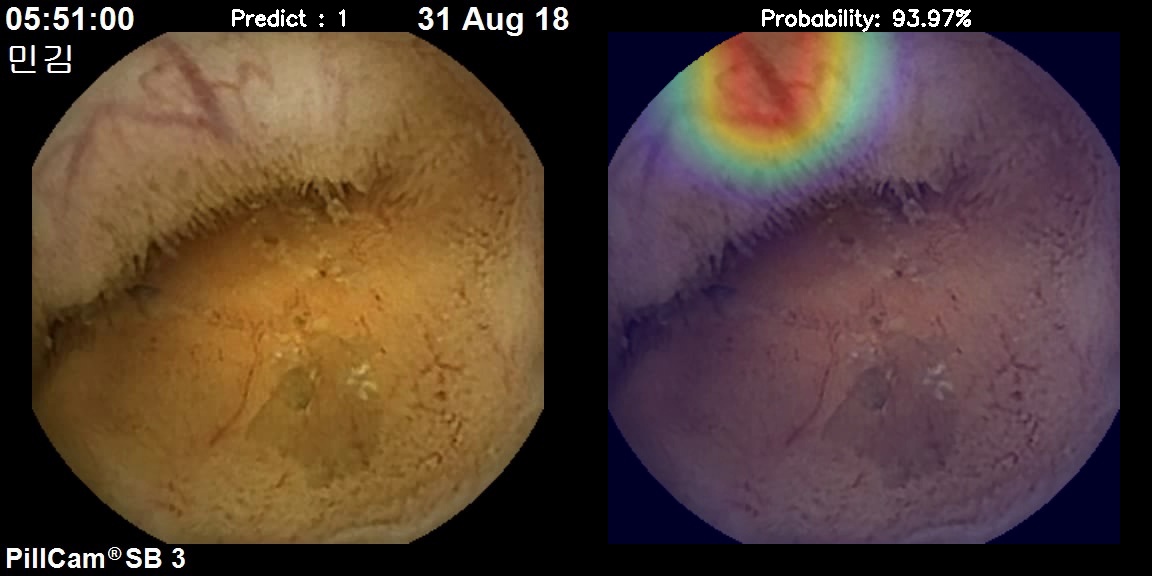 05:51:00
Predict : 1
31 Aug 18
Probability: 93.97%
민김
PillCam® SB 3